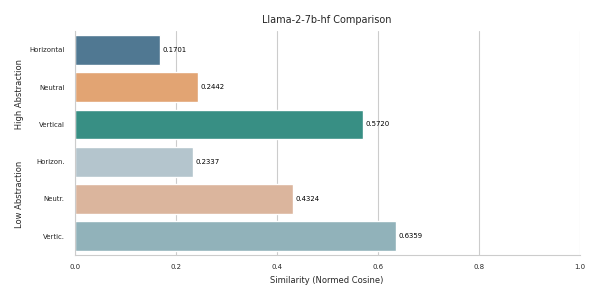 Llama-2-7b-hf Comparison
High Abstraction
Horizontal
0.1701
Neutral
0.2442
Vertical
0.5720
Low Abstraction
Horizon.
0.2337
Neutr.
0.4324
Vertic.
0.6359
0.0 0.2 0.4 0.6 0.8 1.0
Similarity (Normed Cosine)